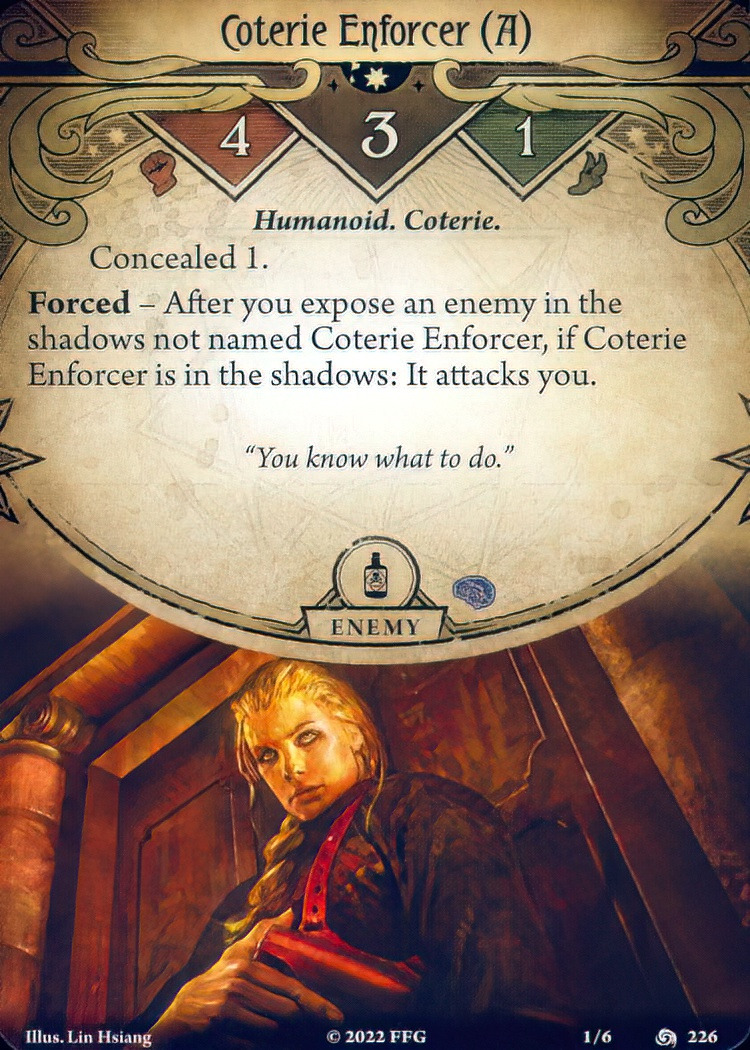 Coterie Enforcer (A)
4 3 1
Humanoid. Coterie.
Concealed 1.
Forced – After you expose an enemy in the
shadows not named Coterie Enforcer, if Coterie
Enforcer is in the shadows: It attacks you.
“You know what to do.”
ENEMY
Illus. Lin Hsiang © 2022 FFG 1/6 226